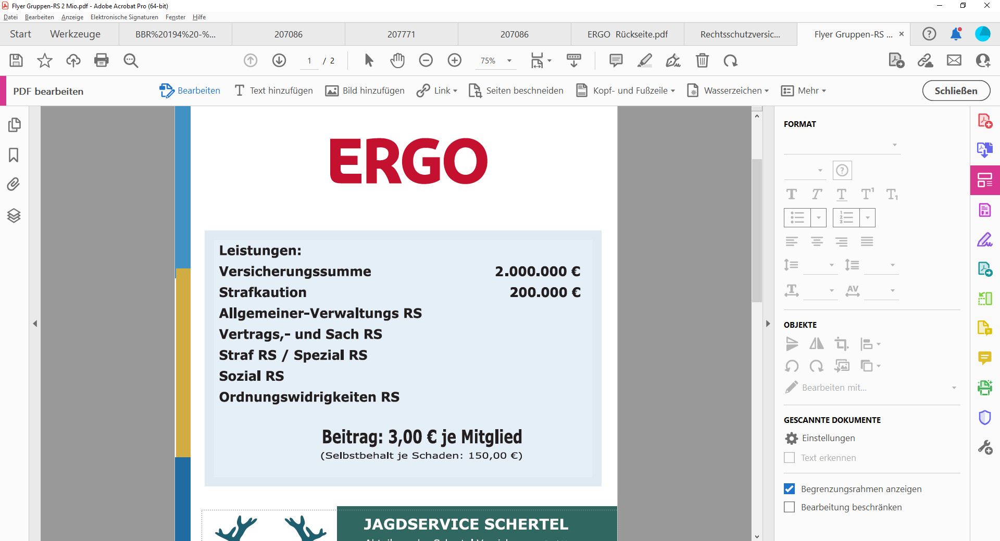 Flyer Gruppen-RS 2 Mio.pdf - Adobe Acrobat Pro (64-bit)
Datei Bearbeiten Anzeige Elektronische Signaturen Fenster Hilfe
Start Werkzeuge BBR%20194%20-%... 207086 207771 207086 ERGO Rückseite.pdf Rechtsschutzversic... Flyer Gruppen-RS ...
1 / 2 75%
PDF bearbeiten Bearbeiten Text hinzufügen Bild hinzufügen Link Seiten beschneiden Kopf- und Fußzeile Wasserzeichen Mehr Schließen
ERGO
Leistungen:
Versicherungssumme 2.000.000 €
Strafkaution 200.000 €
Allgemeiner-Verwaltungs RS
Vertrags,- und Sach RS
Straf RS / Spezial RS
Sozial RS
Ordnungswidrigkeiten RS
Beitrag: 3,00 € je Mitglied
(Selbstbehalt je Schaden: 150,00 €)
JAGDSERVICE SCHERTEL
FORMAT
OBJEKTE
Bearbeiten mit...
GESCANNTE DOKUMENTE
Einstellungen
Text erkennen
Begrenzungsrahmen anzeigen
Bearbeitung beschränken